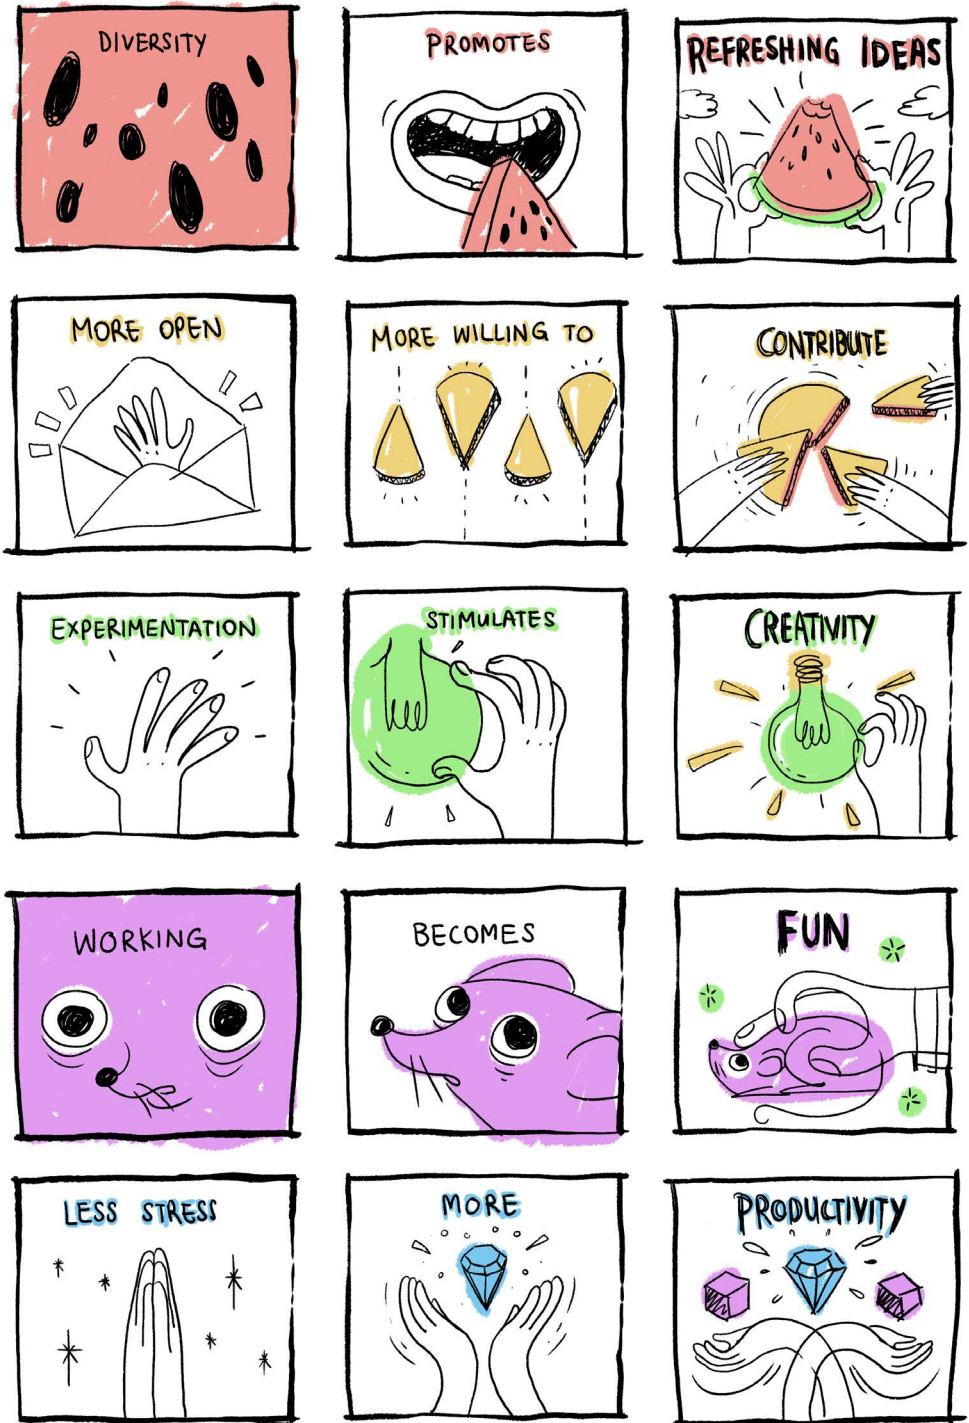 DIVERSITY
PROMOTES
REFRESHING IDEAS
MORE OPEN
MORE WILLING TO
CONTRIBUTE
EXPERIMENTATION
STIMULATES
CREATIVITY
WORKING
BECOMES
FUN
LESS STRESS
MORE
PRODUCTIVITY